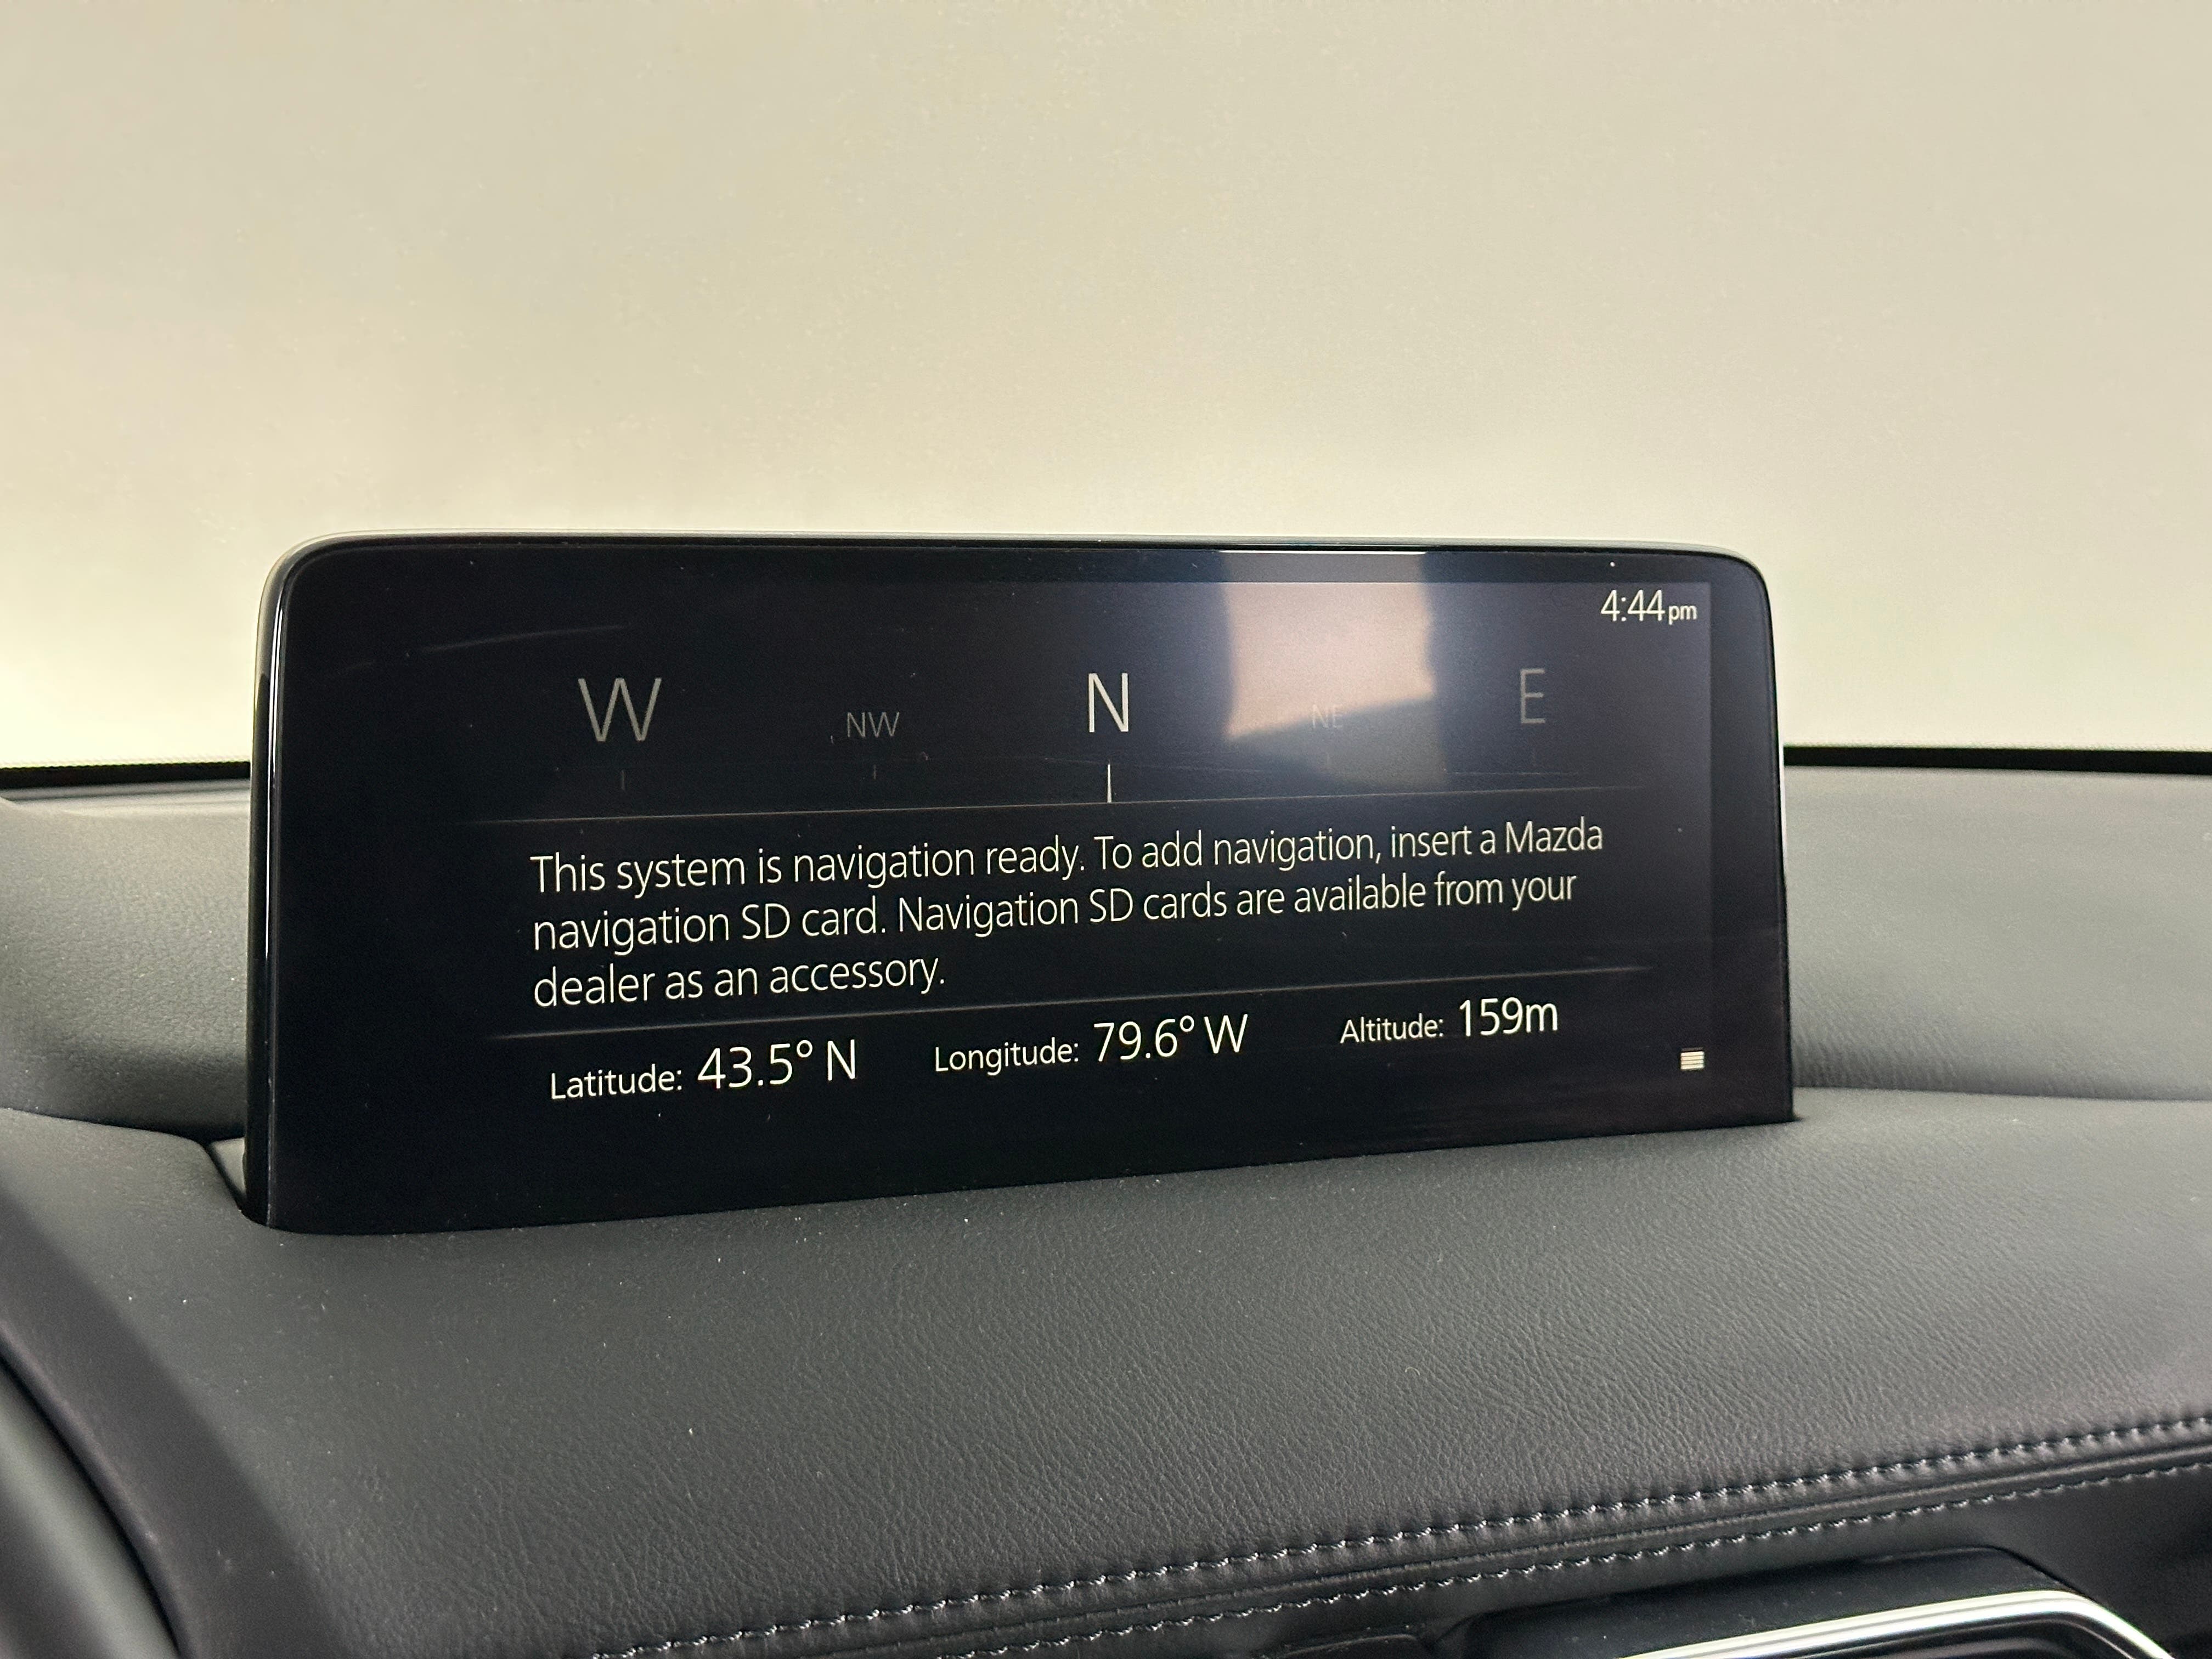 4:44pm
W NW N NE E
This system is navigation ready. To add navigation, insert a Mazda
navigation SD card. Navigation SD cards are available from your
dealer as an accessory.
Latitude: 43.5° N Longitude: 79.6° W Altitude: 159m